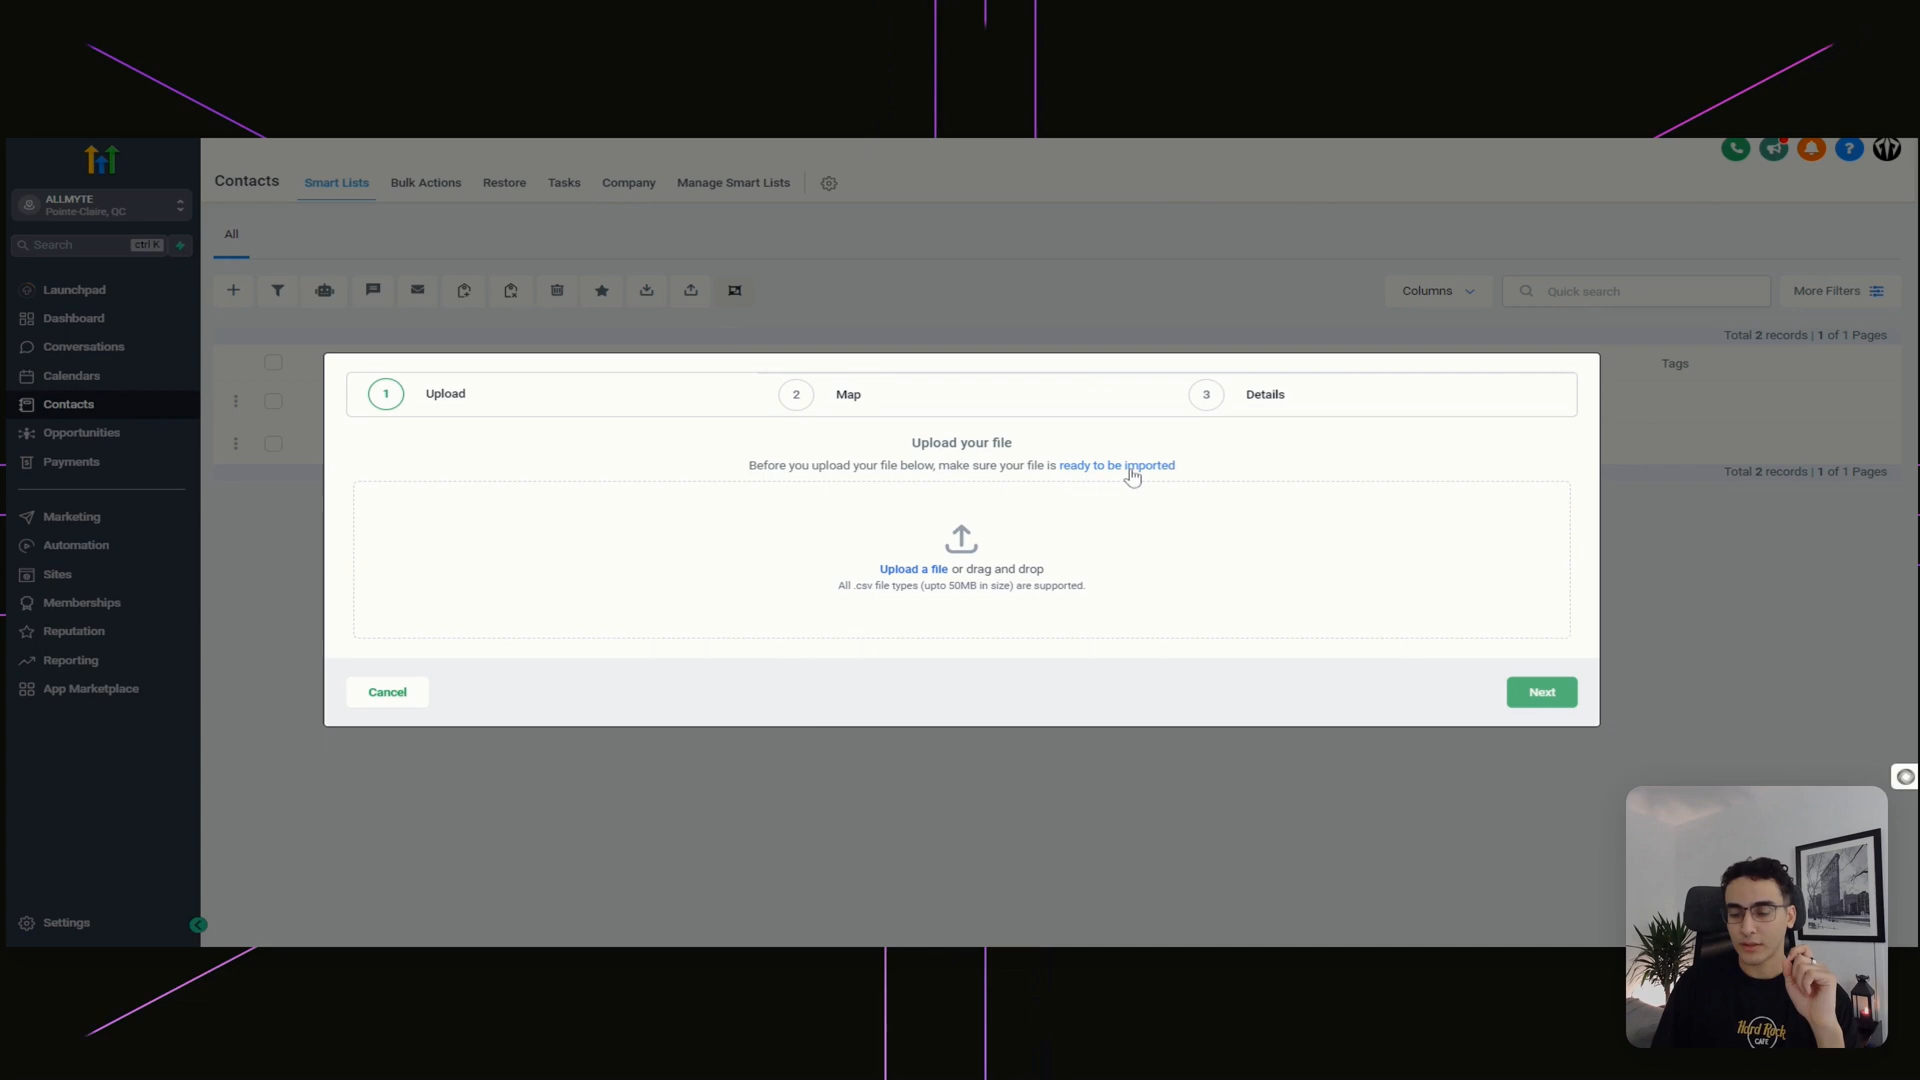 ALLMYTE
Pointe-Claire, QC
Search
ctrl K
Launchpad
Dashboard
Conversations
Calendars
Contacts
Opportunities
Payments
Marketing
Automation
Sites
Memberships
Reputation
Reporting
App Marketplace
Settings
Contacts
Smart Lists
Bulk Actions
Restore
Tasks
Company
Manage Smart Lists
?
All
Columns
Quick search
More Filters
Total 2 records | 1 of 1 Pages
Tags
1 Upload
2 Map
3 Details
Upload your file
Before you upload your file below, make sure your file is ready to be imported
Total 2 records | 1 of 1 Pages
Upload a file or drag and drop
All .csv file types (upto 50MB in size) are supported.
Cancel
Next
Hard Rock
CAFE